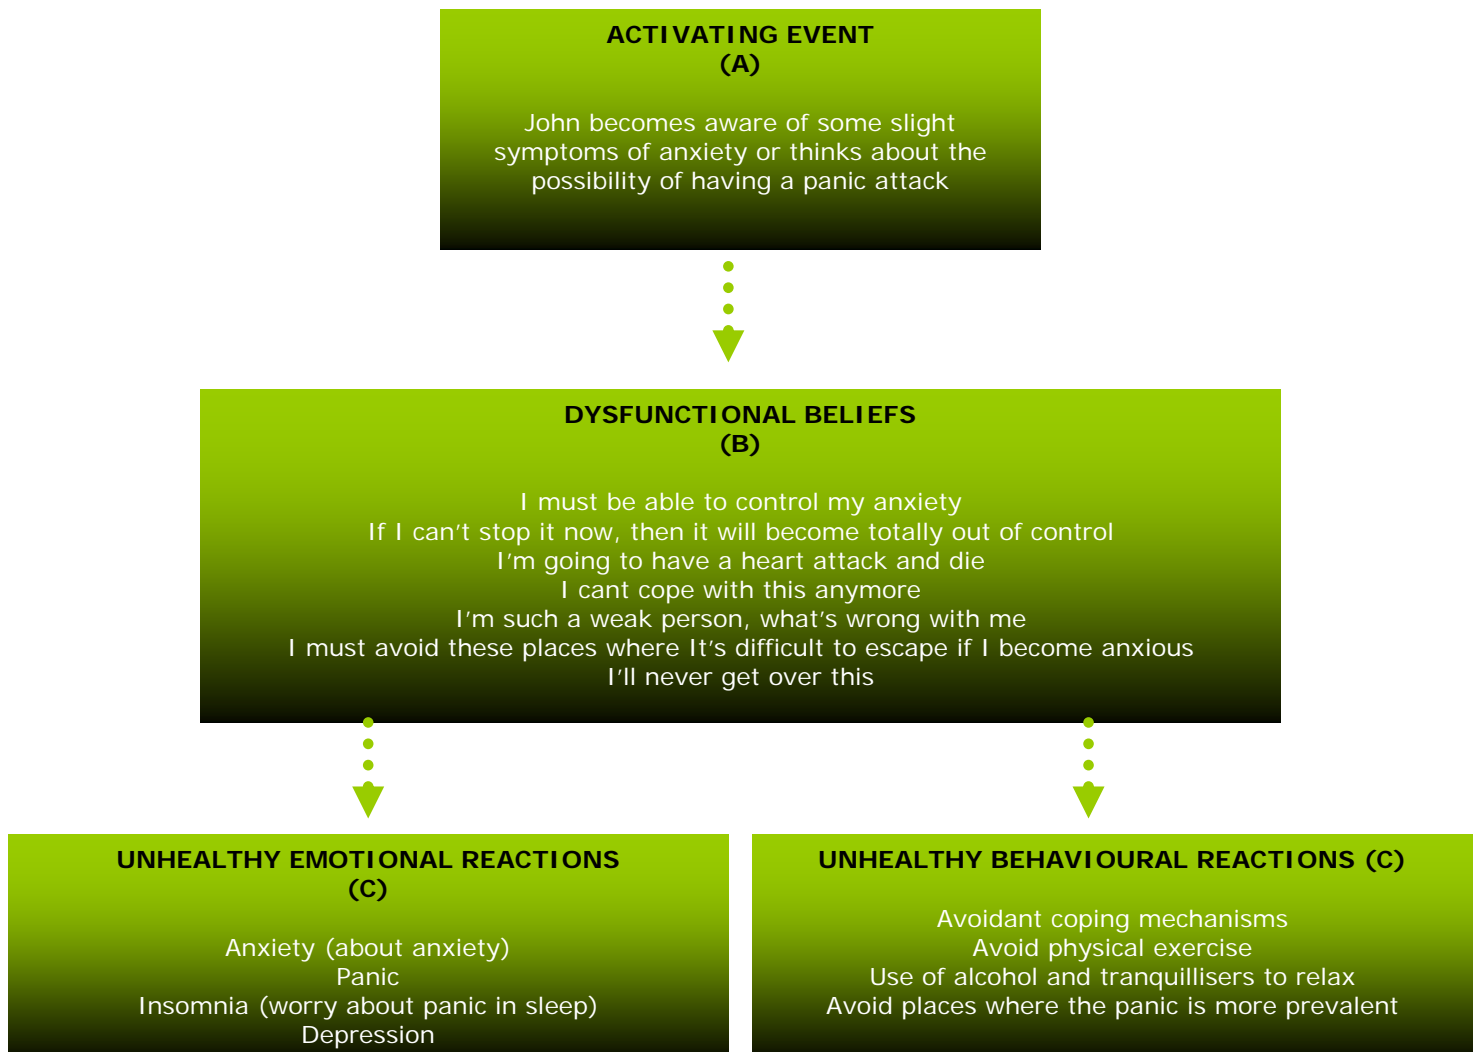 ACTIVATING EVENT
(A)
John becomes aware of some slight
symptoms of anxiety or thinks about the
possibility of having a panic attack
DYSFUNCTIONAL BELIEFS
(B)
I must be able to control my anxiety
If I can't stop it now, then it will become totally out of control
I'm going to have a heart attack and die
I cant cope with this anymore
I'm such a weak person, what's wrong with me
I must avoid these places where It's difficult to escape if I become anxious
I'll never get over this
UNHEALTHY EMOTIONAL REACTIONS
(C)
Anxiety (about anxiety)
Panic
Insomnia (worry about panic in sleep)
Depression
UNHEALTHY BEHAVIOURAL REACTIONS (C)
Avoidant coping mechanisms
Avoid physical exercise
Use of alcohol and tranquillisers to relax
Avoid places where the panic is more prevalent